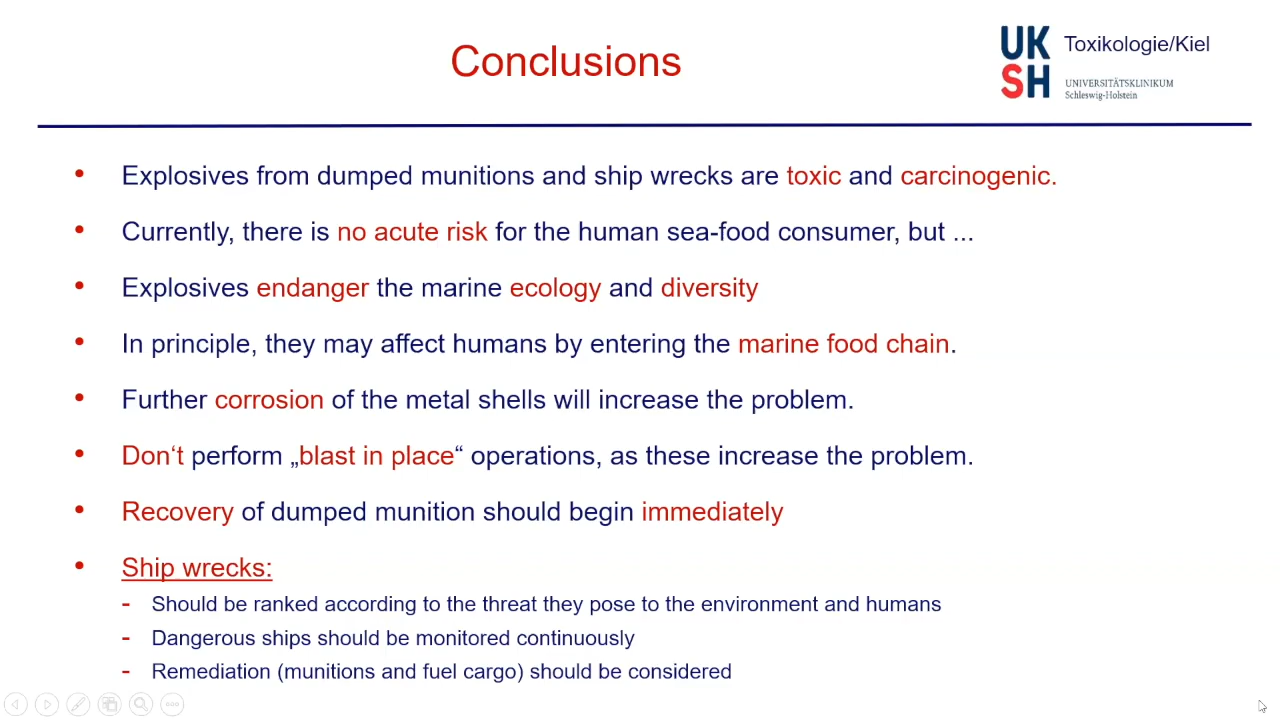 Conclusions
UK
SH
Toxikologie/Kiel
UNIVERSITÄTSKLINIKUM
Schleswig-Holstein
• Explosives from dumped munitions and ship wrecks are toxic and carcinogenic.
• Currently, there is no acute risk for the human sea-food consumer, but ...
• Explosives endanger the marine ecology and diversity
• In principle, they may affect humans by entering the marine food chain.
• Further corrosion of the metal shells will increase the problem.
• Don‘t perform „blast in place“ operations, as these increase the problem.
• Recovery of dumped munition should begin immediately
• Ship wrecks:
- Should be ranked according to the threat they pose to the environment and humans
- Dangerous ships should be monitored continuously
- Remediation (munitions and fuel cargo) should be considered